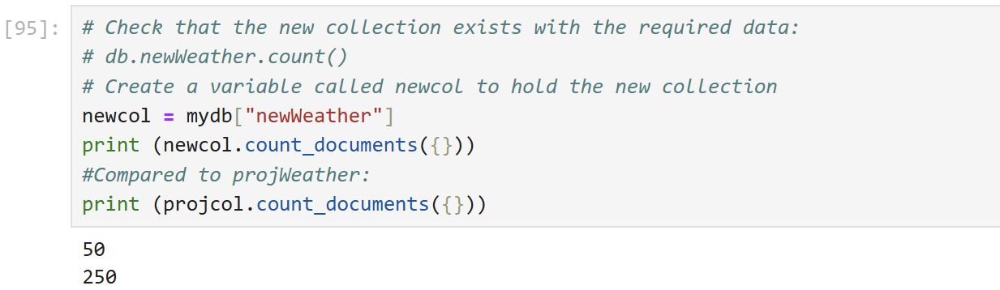 [95]:
# Check that the new collection exists with the required data:
# db.newWeather.count()
# Create a variable called newcol to hold the new collection
newcol = mydb["newWeather"]
print (newcol.count_documents({}))
#Compared to projWeather:
print (projcol.count_documents({}))
50
250